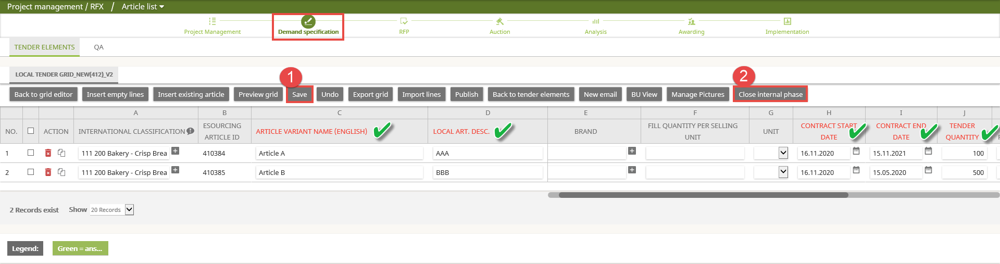 Project management / RFX / Article list
Project Management Demand specification RFP Auction Analysis Awarding Implementation
TENDER ELEMENTS QA
LOCAL TENDER GRID_NEW(412)_V2
1 2
Back to grid editor Insert empty lines Insert existing article Preview grid Save Undo Export grid Import lines Publish Back to tender elements New email BU View Manage Pictures Close internal phase
A B C D E F G H I J
NO. ACTION INTERNATIONAL CLASSIFICATION ESOURCING ARTICLE ID ARTICLE VARIANT NAME (ENGLISH) LOCAL ART. DESC. BRAND FILL QUANTITY PER SELLING UNIT UNIT CONTRACT START DATE CONTRACT END DATE TENDER QUANTITY
1 111 200 Bakery - Crisp Brea 410384 Article A AAA 16.11.2020 15.11.2021 100
2 111 200 Bakery - Crisp Brea 410385 Article B BBB 16.11.2020 15.05.2020 500
2 Records exist Show 20 Records
Legend: Green = ans...